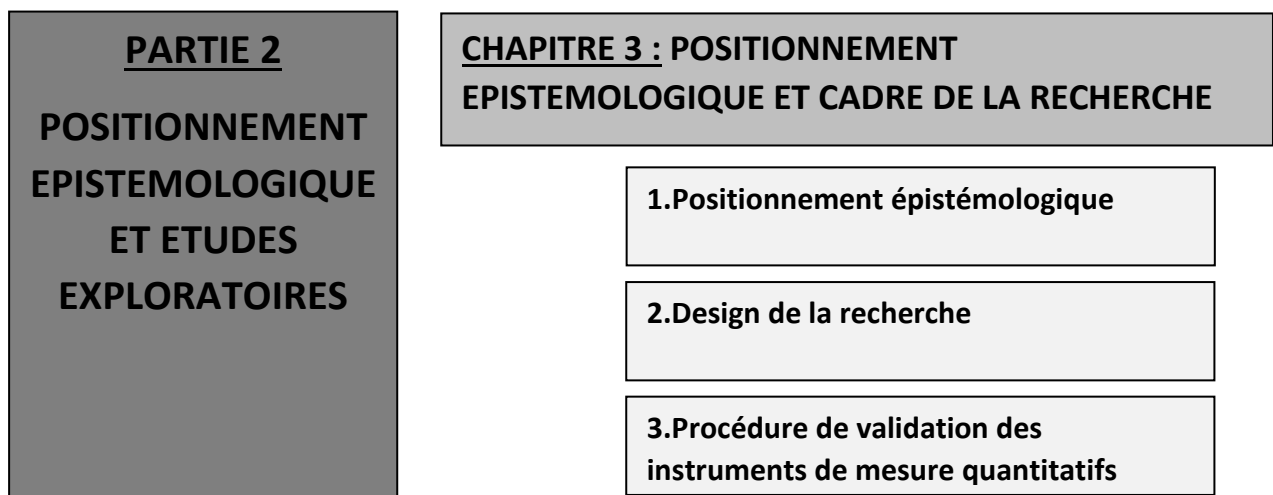 PARTIE 2
POSITIONNEMENT
EPISTEMOLOGIQUE
ET ETUDES
EXPLORATOIRES
CHAPITRE 3 : POSITIONNEMENT
EPISTEMOLOGIQUE ET CADRE DE LA RECHERCHE
1.Positionnement épistémologique
2.Design de la recherche
3.Procédure de validation des
instruments de mesure quantitatifs